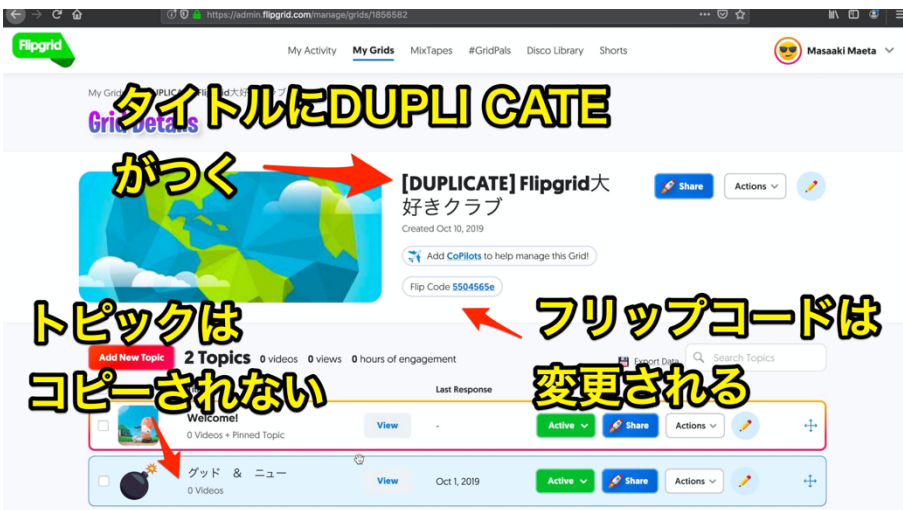 https://admin.flipgrid.com/manage/grids/1856582
Flipgrid
My Activity My Grids MixTapes #GridPals Disco Library Shorts Masaaki Maeta
My Grids
Grid Details
タイトルにDUPLI CATE
がつく
[DUPLICATE] Flipgrid大
好きクラブ
Share Actions
Created Oct 10, 2019
Add CoPilots to help manage this Grid!
Flip Code 5504565e
トピックは
コピーされない
フリップコードは
変更される
Add New Topic 2 Topics 0 videos 0 views 0 hours of engagement Export Data Search Topics
Last Response
Welcome!
0 Videos + Pinned Topic
View - Active Share Actions
グッド & ニュー
0 Videos
View Oct 1, 2019 Active Share Actions